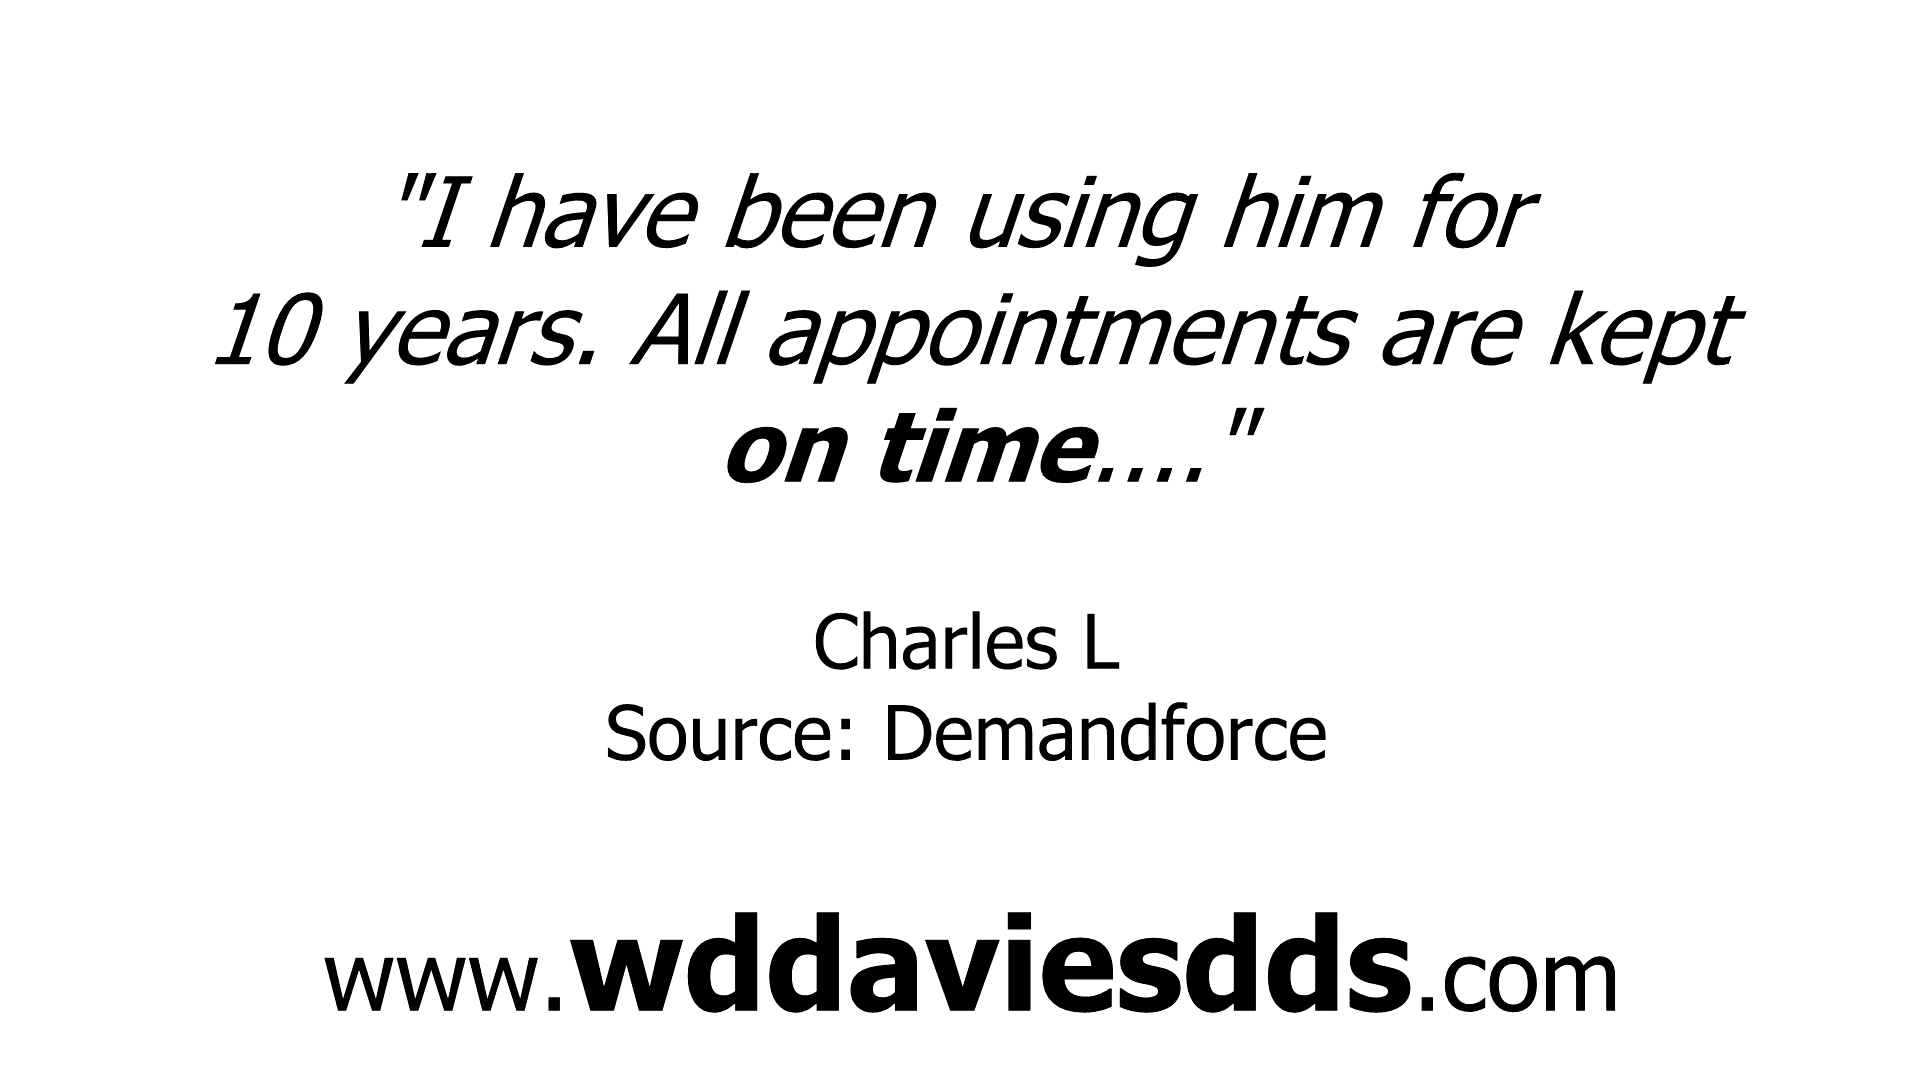 "I have been using him for
10 years. All appointments are kept
on time...."
Charles L
Source: Demandforce
www.wddaviesdds.com